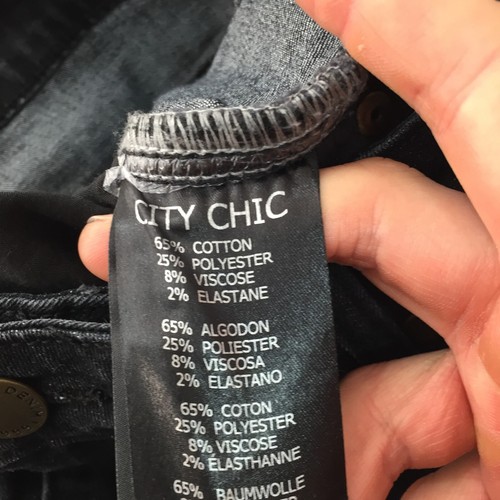 CITY CHIC
65% COTTON
25% POLYESTER
8% VISCOSE
2% ELASTANE
65% ALGODON
25% POLIESTER
8% VISCOSA
2% ELASTANO
65% COTON
25% POLYESTER
8% VISCOSE
2% ELASTHANNE
65% BAUMWOLLE